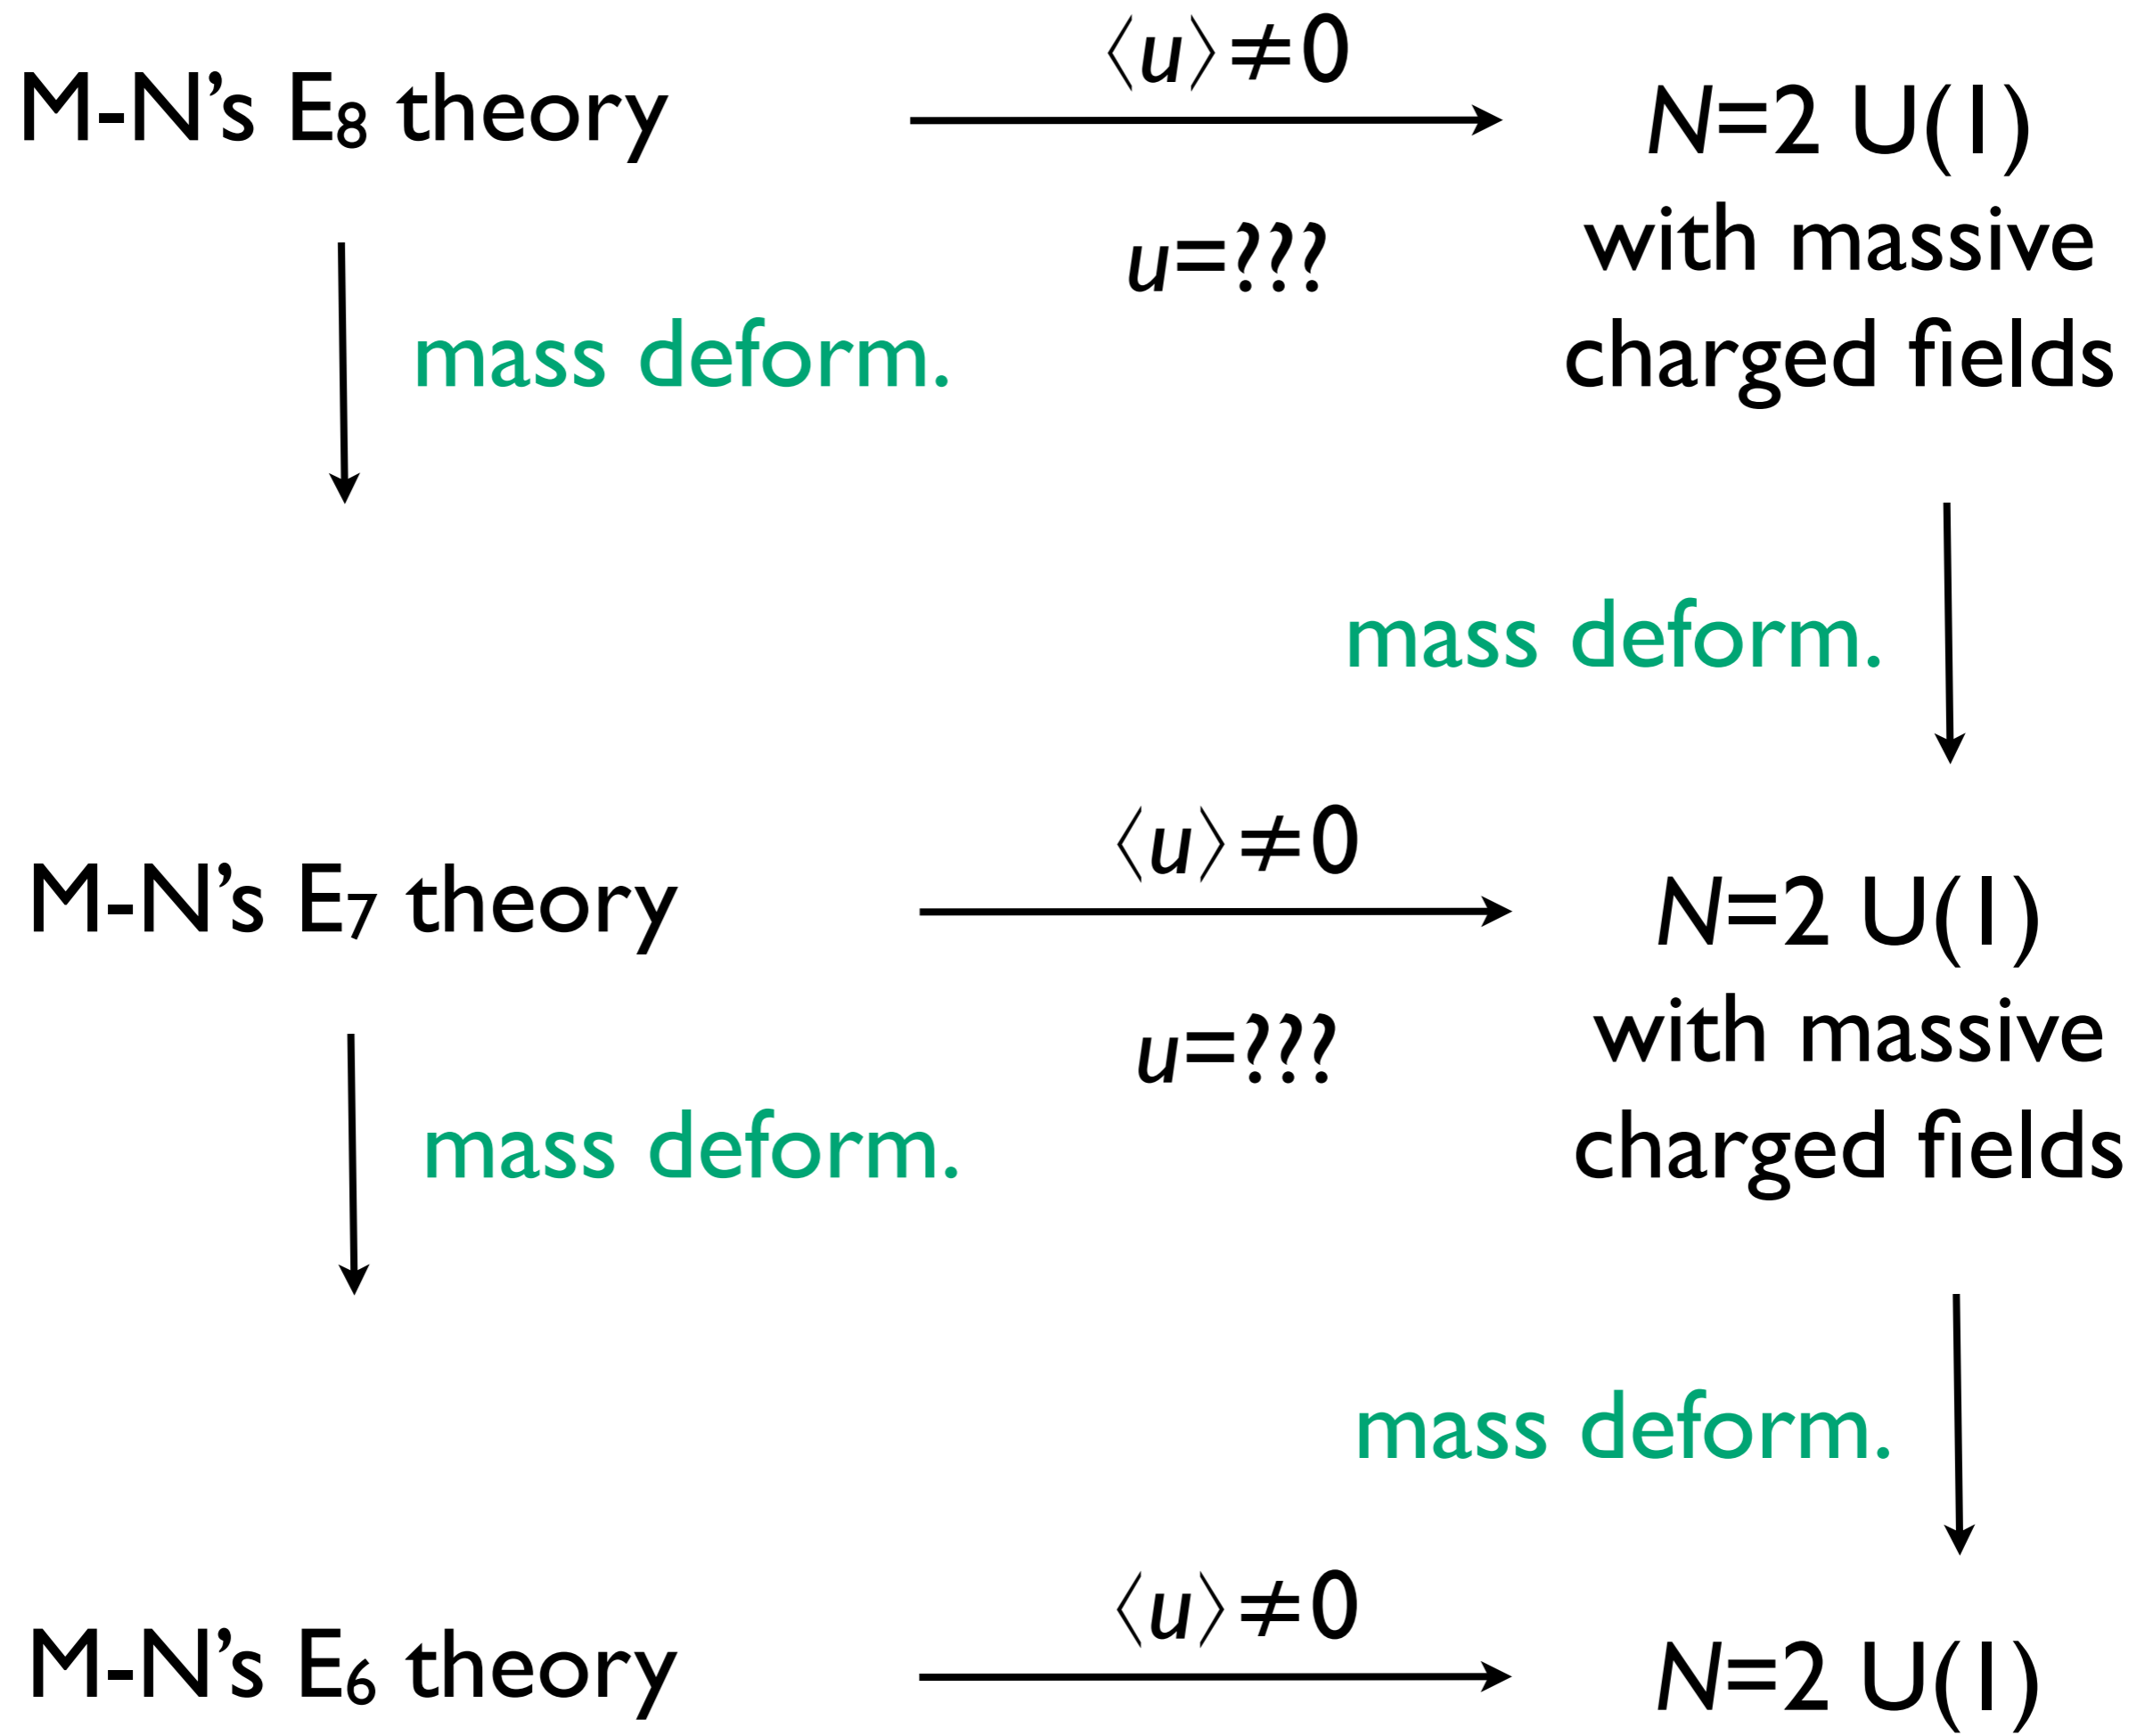 ⟨u⟩≠0
M-N’s E₈ theory
N=2 U(1)
with massive
u=???
charged fields
mass deform.
mass deform.
⟨u⟩≠0
M-N’s E₇ theory
N=2 U(1)
with massive
u=???
charged fields
mass deform.
mass deform.
⟨u⟩≠0
M-N’s E₆ theory
N=2 U(1)